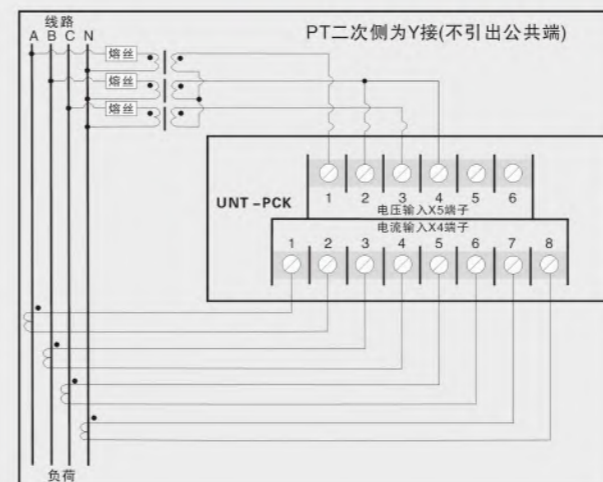 线路
PT二次侧为Y接(不引出公共端)
A B C N
熔丝
熔丝
熔丝
UNT-PCK
1 2 3 4 5 6
电压输入X5端子
电流输入X4端子
1 2 3 4 5 6 7 8
负荷